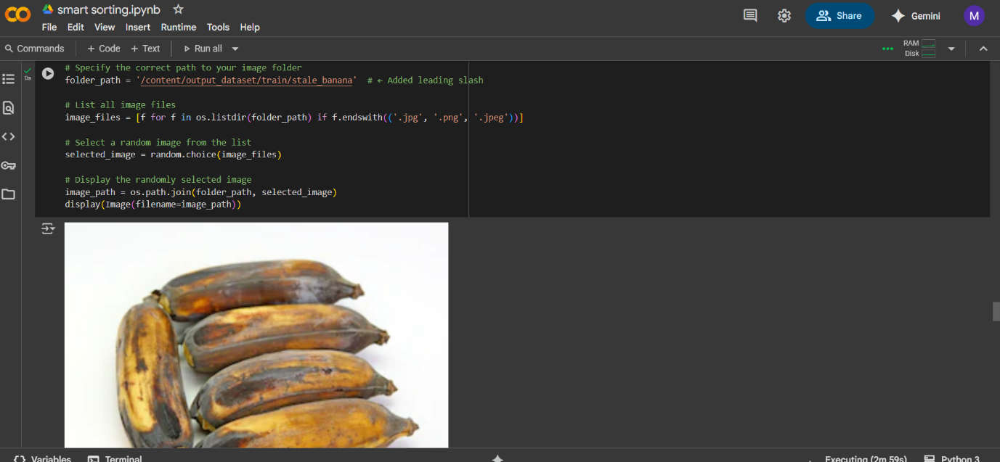 smart sorting.ipynb
File Edit View Insert Runtime Tools Help
Share
Gemini
M
Commands
+ Code + Text
Run all
RAM
Disk
0s
# Specify the correct path to your image folder
folder_path = '/content/output_dataset/train/stale_banana'  # ← Added leading slash
# List all image files
image_files = [f for f in os.listdir(folder_path) if f.endswith(('.jpg', '.png', '.jpeg'))]
# Select a random image from the list
selected_image = random.choice(image_files)
# Display the randomly selected image
image_path = os.path.join(folder_path, selected_image)
display(Image(filename=image_path))
Variables Terminal
Executing (2m 59s) Python 3